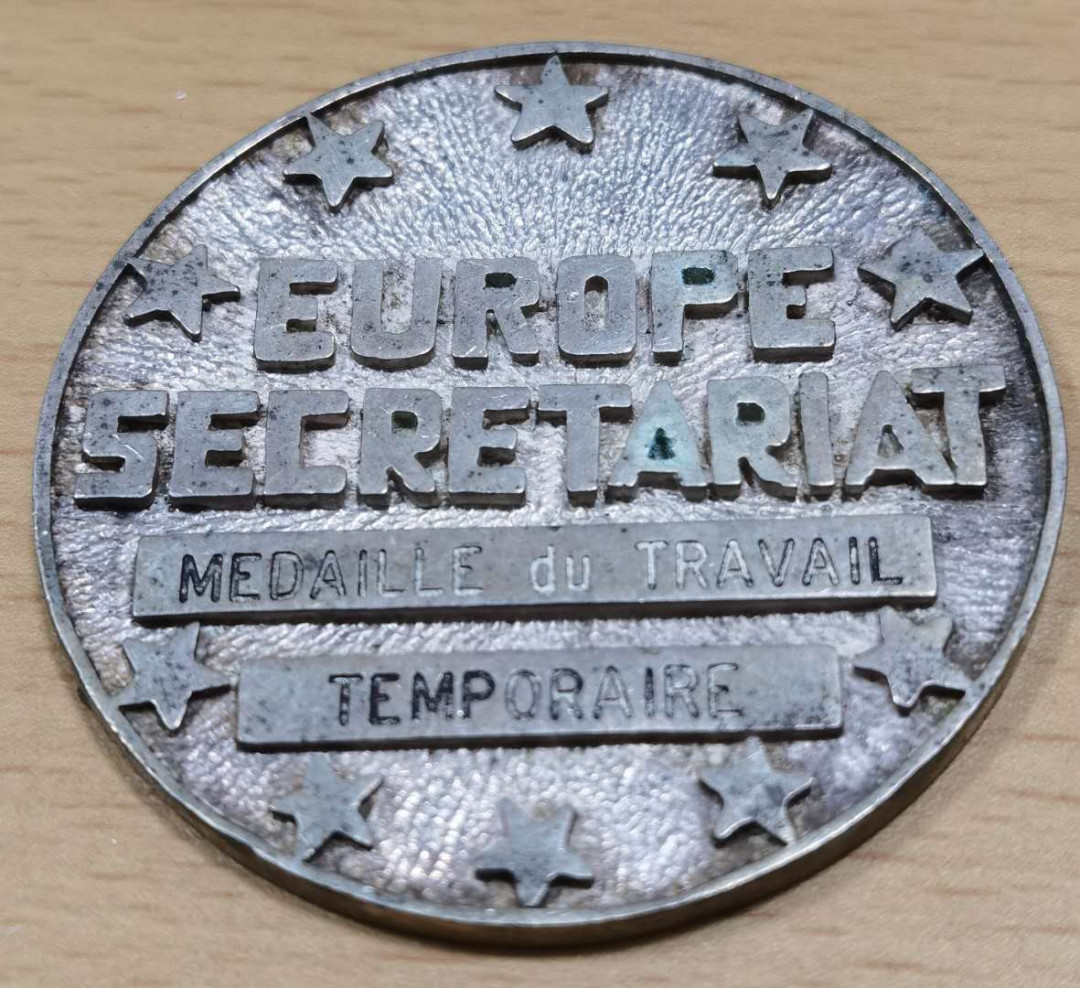 EUROPE
SECRETARIAT
MEDAILLE du TRAVAIL
TEMPORAIRE